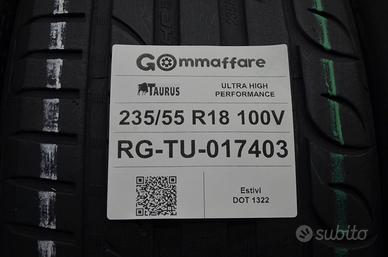 GOmmaffare
TAURUS
ULTRA HIGH
PERFORMANCE
235/55 R18 100V
RG-TU-017403
Estivi
DOT 1322
subito